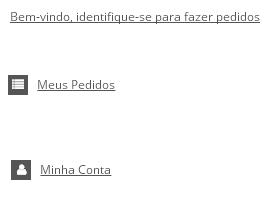 Bem-vindo, identifique-se para fazer pedidos
Meus Pedidos
Minha Conta